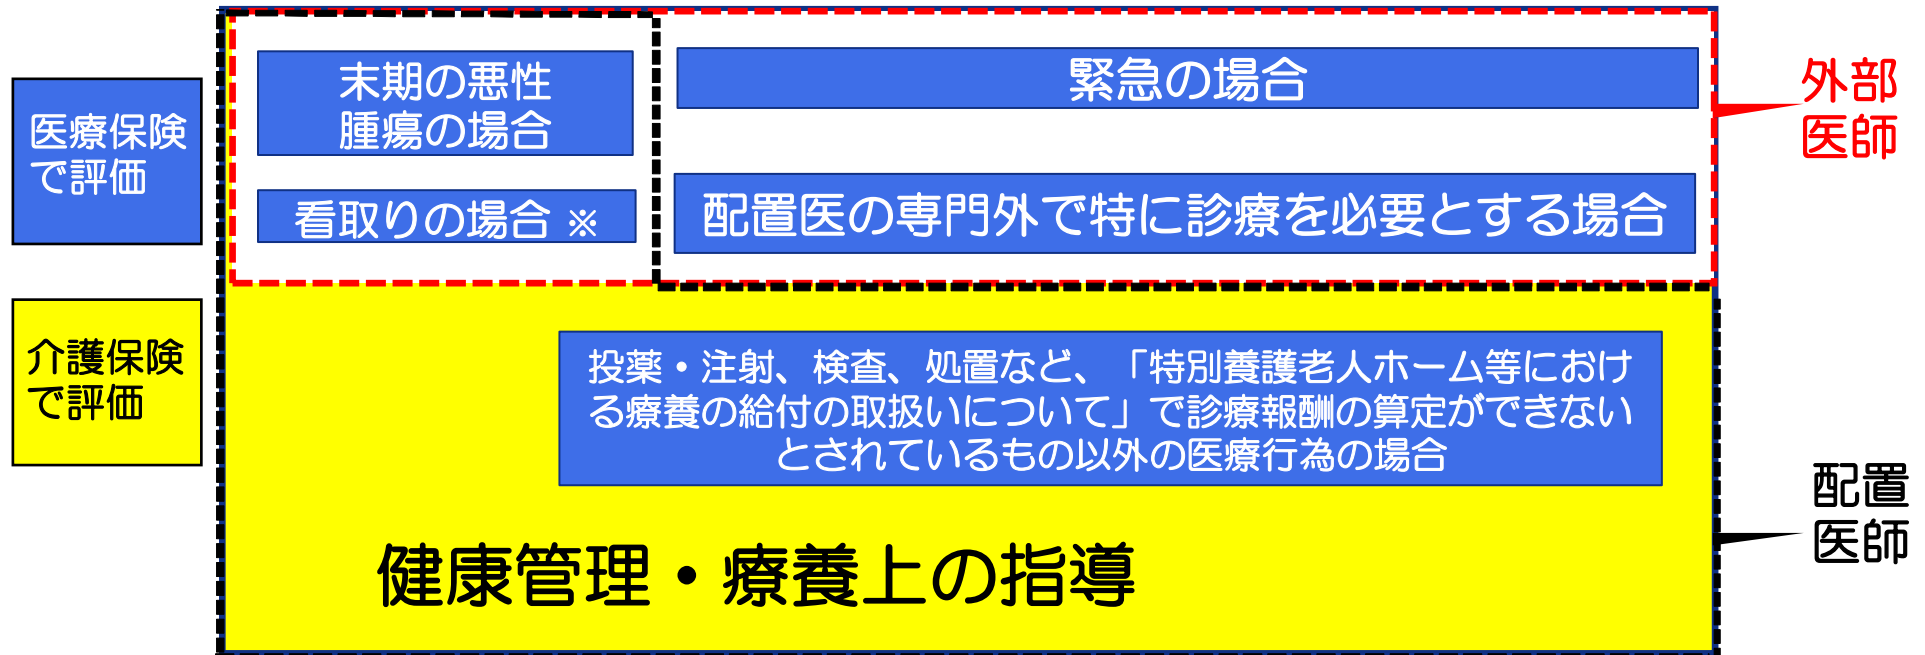 医療保険
で評価
介護保険
で評価
末期の悪性
腫瘍の場合
看取りの場合 ※
緊急の場合
配置医の専門外で特に診療を必要とする場合
投薬・注射、検査、処置など、「特別養護老人ホーム等におけ
る療養の給付の取扱いについて」で診療報酬の算定ができない
とされているもの以外の医療行為の場合
健康管理・療養上の指導
外部
医師
配置
医師